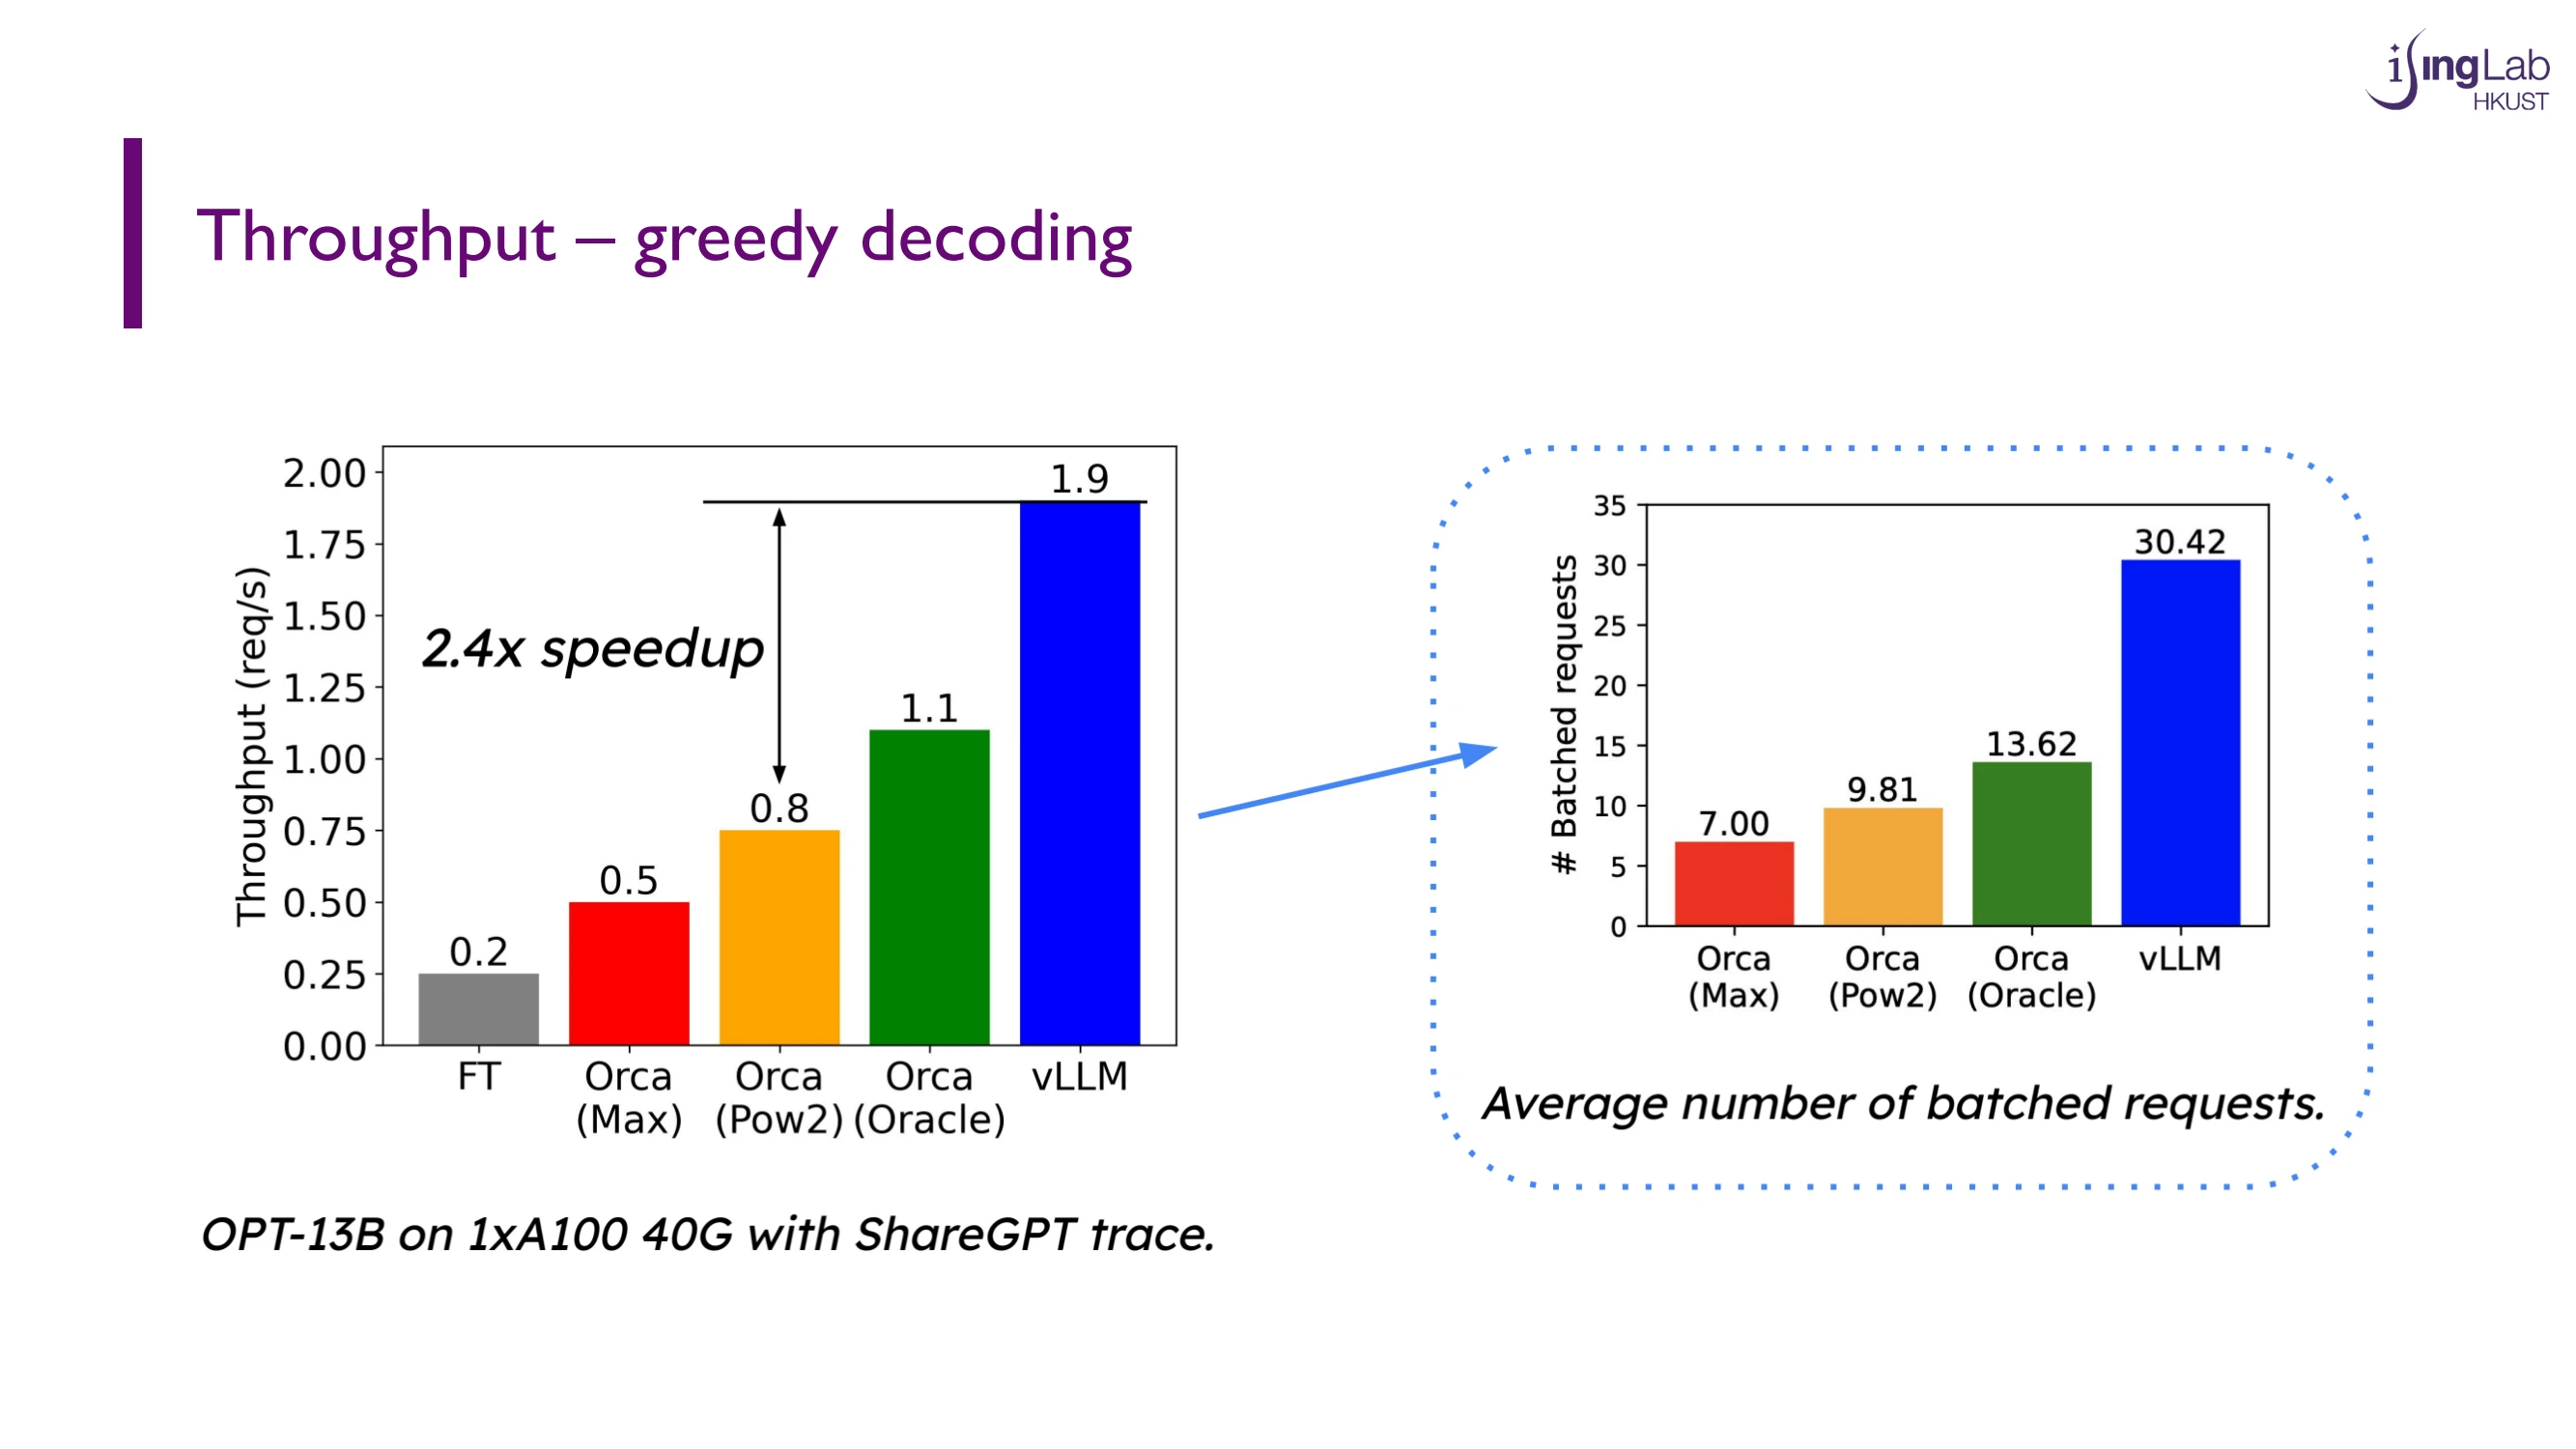 iSingLab
HKUST
Throughput – greedy decoding
Throughput (req/s)
2.00
1.75
1.50
1.25
1.00
0.75
0.50
0.25
0.00
2.4x speedup
0.2
0.5
0.8
1.1
1.9
FT
Orca
(Max)
Orca
(Pow2)
Orca
(Oracle)
vLLM
OPT-13B on 1xA100 40G with ShareGPT trace.
# Batched requests
35
30
25
20
15
10
5
0
7.00
9.81
13.62
30.42
Orca
(Max)
Orca
(Pow2)
Orca
(Oracle)
vLLM
Average number of batched requests.